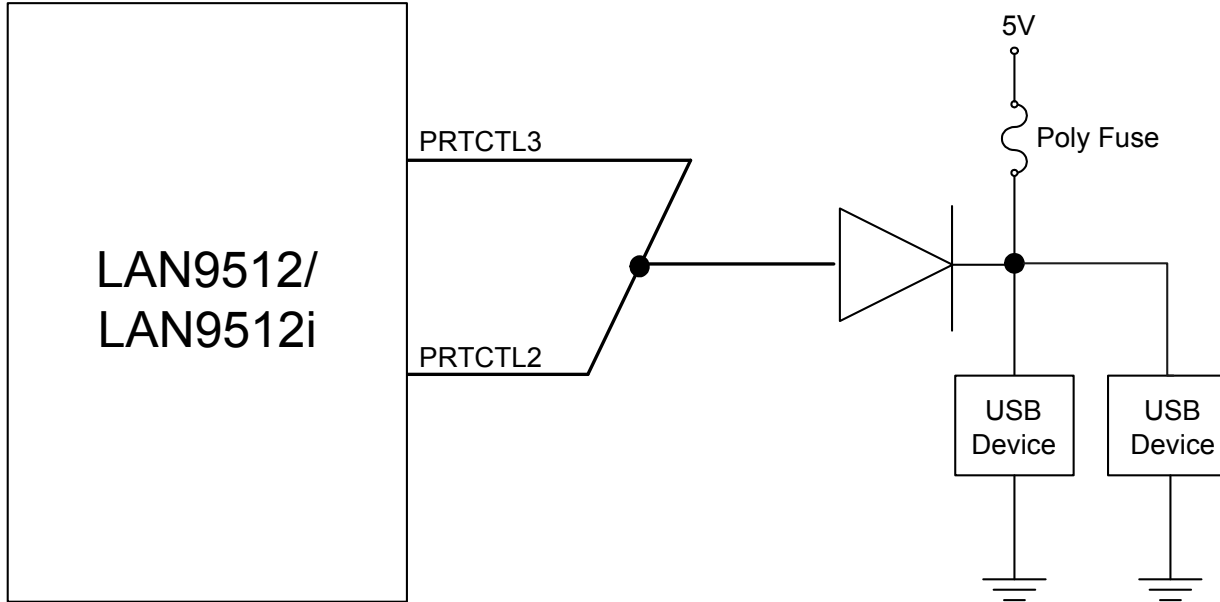 5V
PRTCTL3
Poly Fuse
LAN9512/
LAN9512i
PRTCTL2
USB
Device
USB
Device